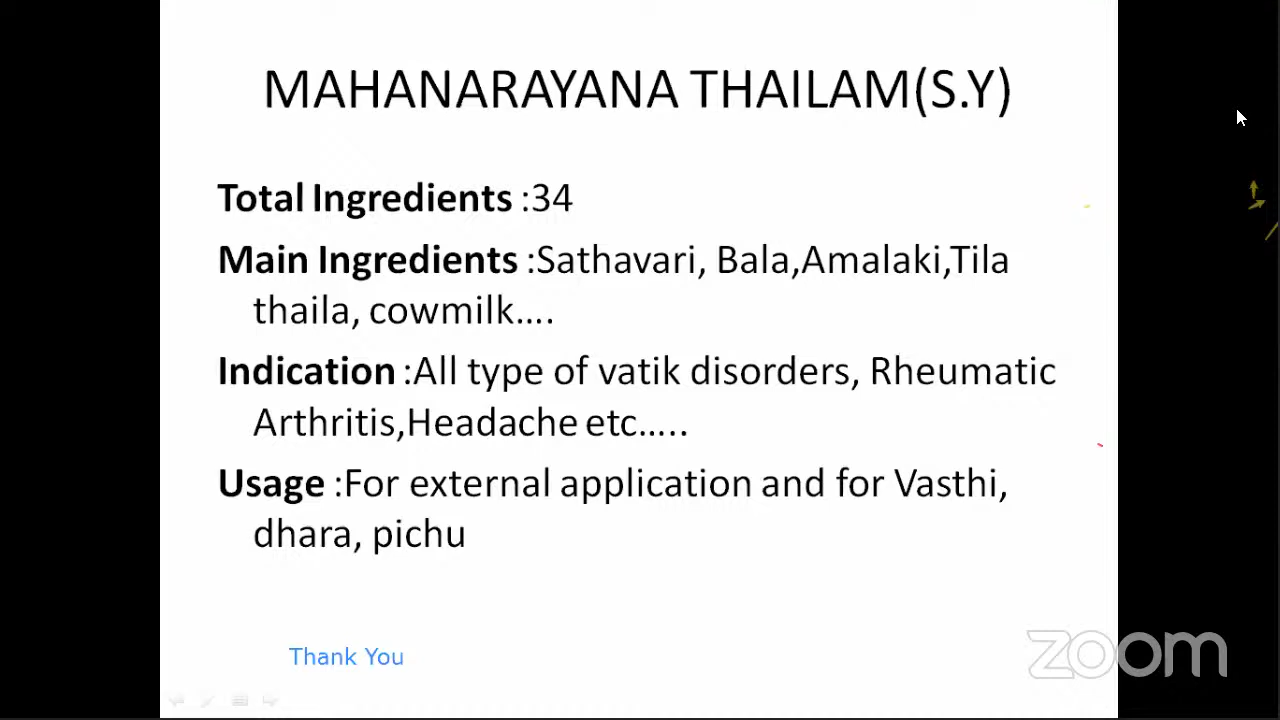 MAHANARAYANA THAILAM(S.Y)
Total Ingredients :34
Main Ingredients :Sathavari, Bala,Amalaki,Tila
thaila, cowmilk….
Indication :All type of vatik disorders, Rheumatic
Arthritis,Headache etc…..
Usage :For external application and for Vasthi,
dhara, pichu
Thank You
zoom